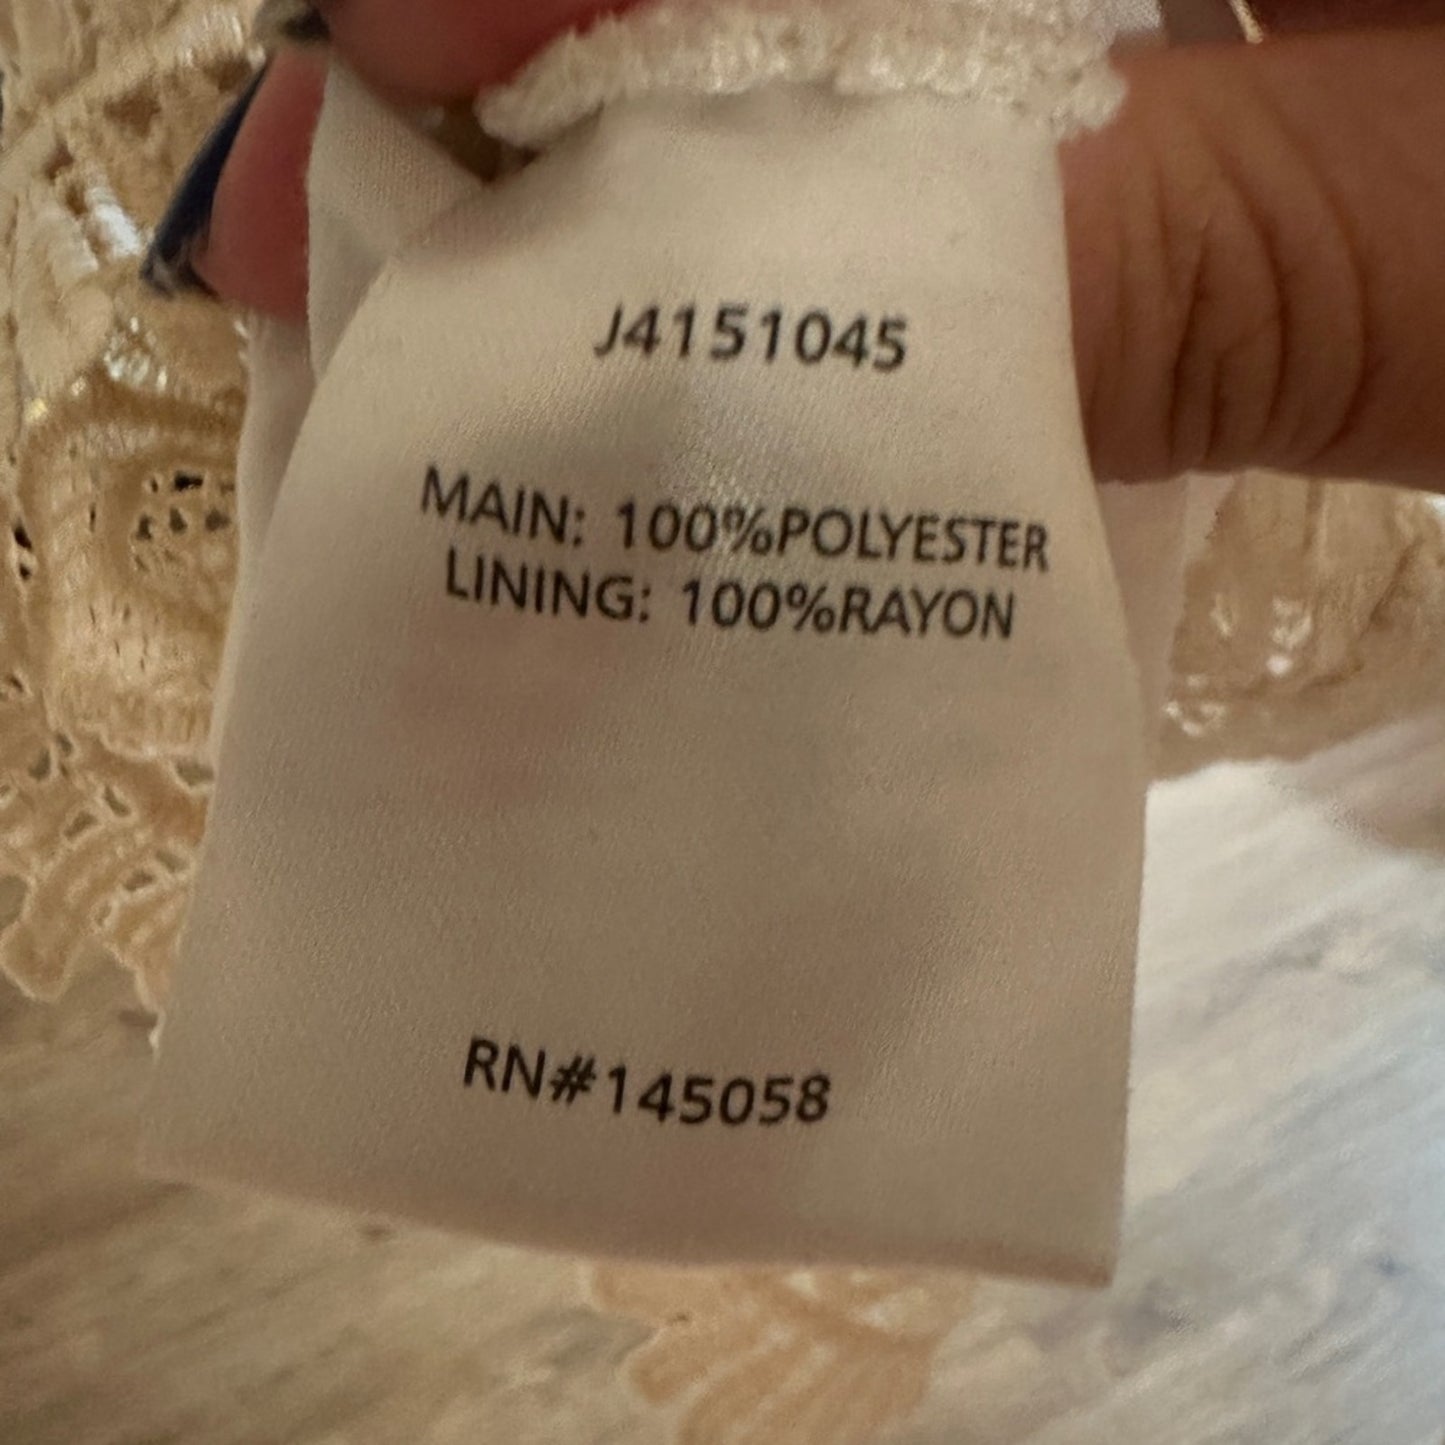 J4151045
MAIN: 100%POLYESTER
LINING: 100%RAYON
RN#145058